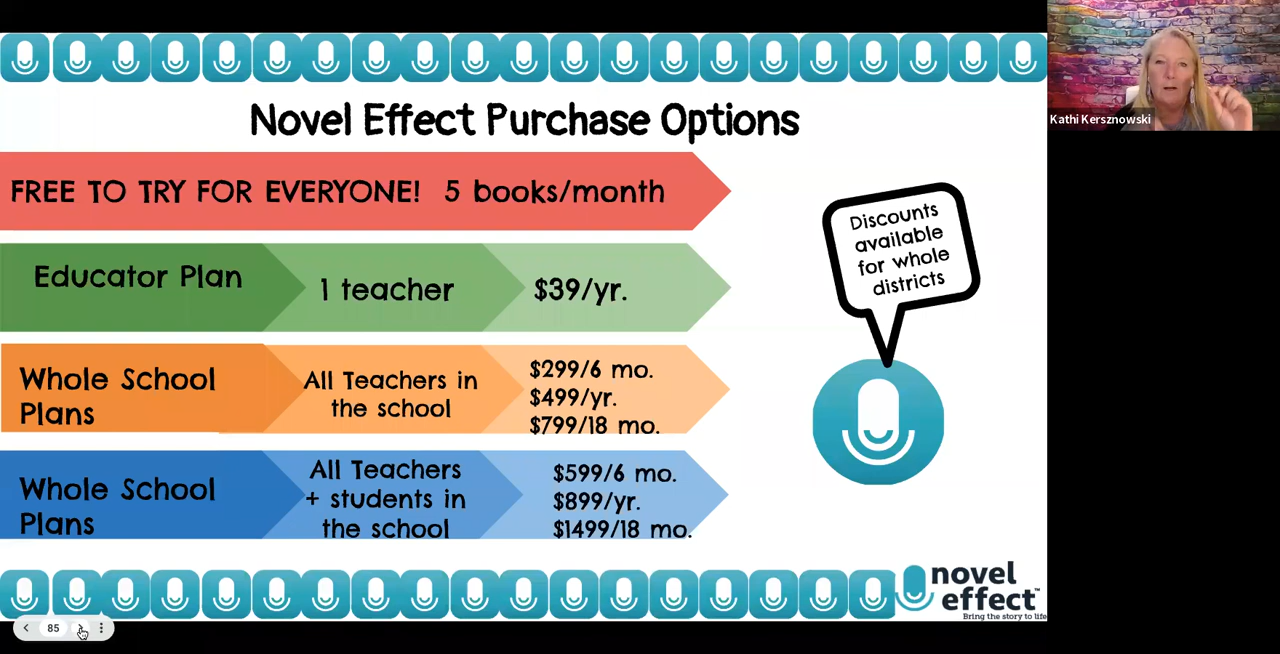 Novel Effect Purchase Options
FREE TO TRY FOR EVERYONE! 5 books/month
Educator Plan
1 teacher
$39/yr.
Whole School
Plans
All Teachers in
the school
$299/6 mo.
$499/yr.
$799/18 mo.
Whole School
Plans
All Teachers
+ students in
the school
$599/6 mo.
$899/yr.
$1499/18 mo.
Discounts
available
for whole
districts
novel
effect™
Bring the story to life
85
Kathi Kersznowski